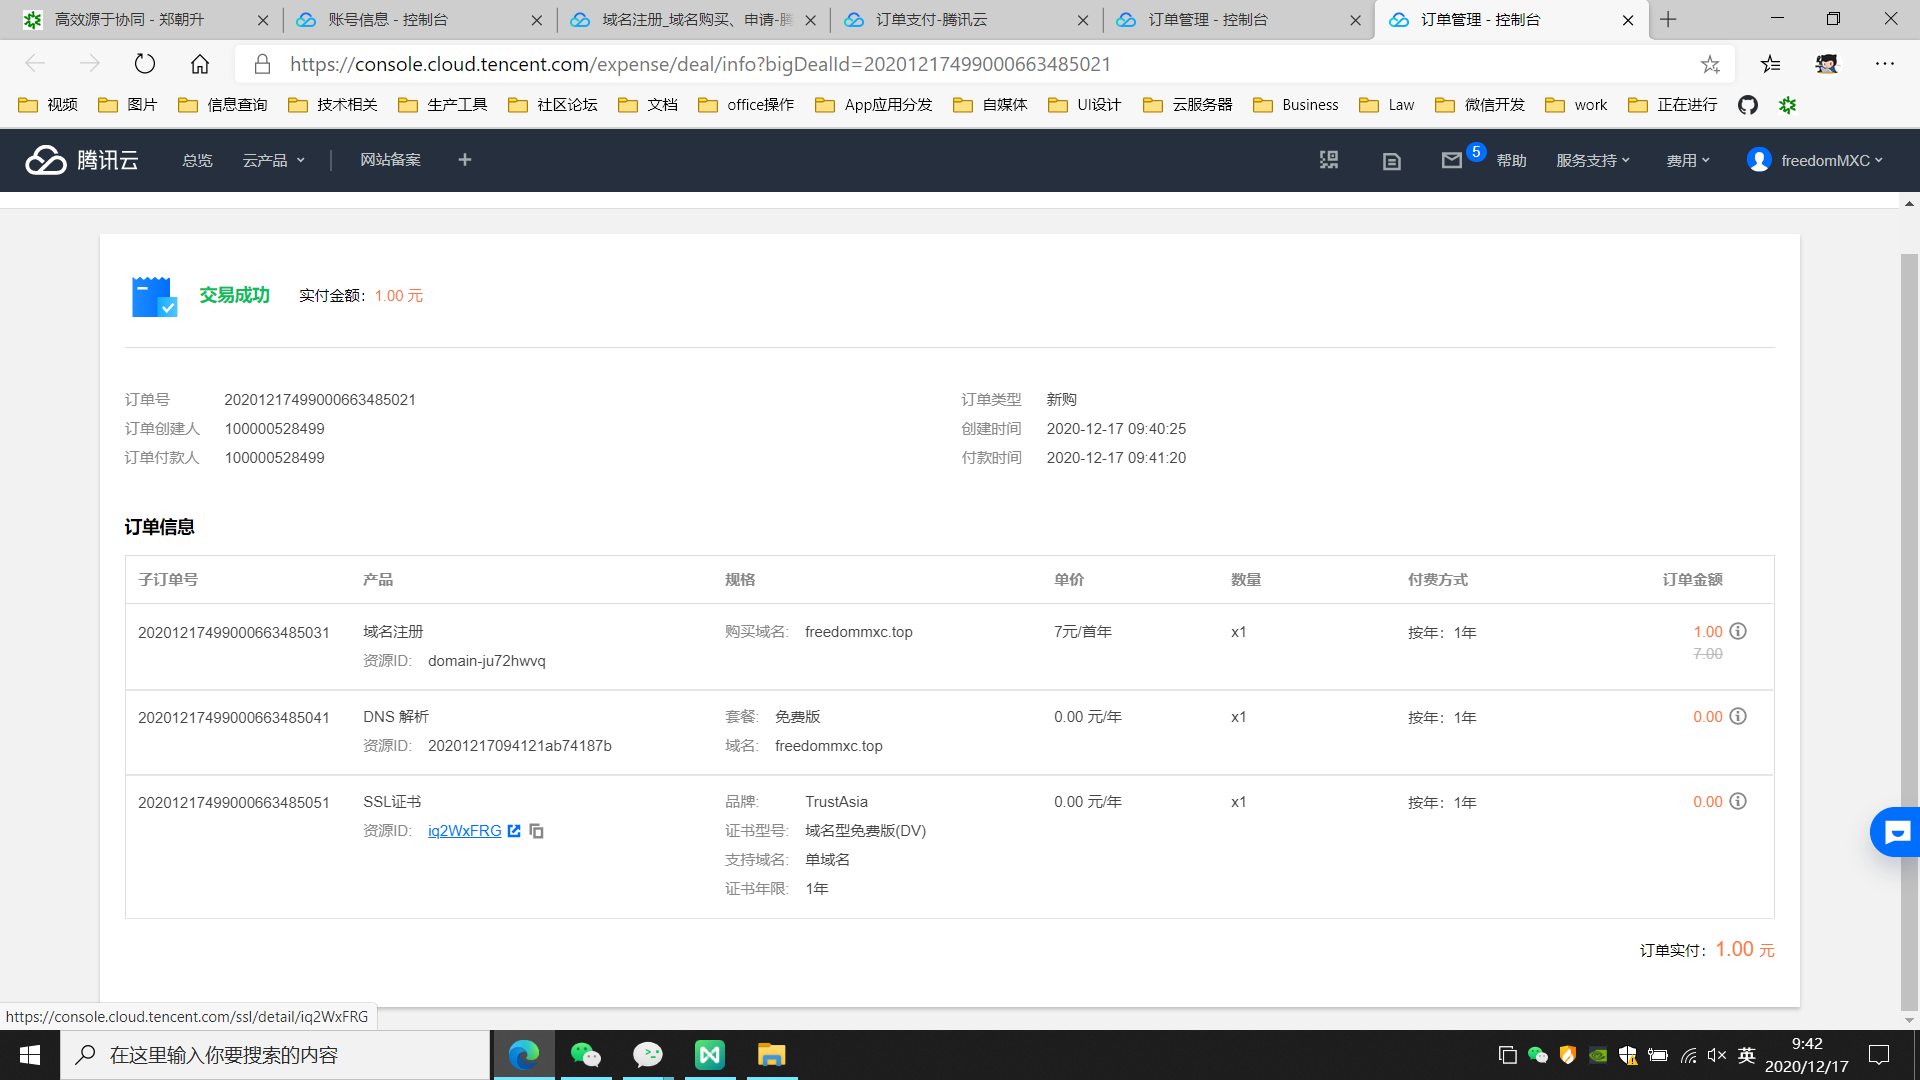 高效源于协同 - 郑朝升
账号信息 - 控制台
域名注册_域名购买、申请-腾
订单支付-腾讯云
订单管理 - 控制台
订单管理 - 控制台
https://console.cloud.tencent.com/expense/deal/info?bigDealId=20201217499000663485021
视频 图片 信息查询 技术相关 生产工具 社区论坛 文档 office操作 App应用分发 自媒体 UI设计 云服务器 Business Law 微信开发 work 正在进行
腾讯云 总览 云产品 网站备案 5 帮助 服务支持 费用 freedomMXC
交易成功 实付金额: 1.00 元
订单号 20201217499000663485021 订单类型 新购
订单创建人 100000528499 创建时间 2020-12-17 09:40:25
订单付款人 100000528499 付款时间 2020-12-17 09:41:20
订单信息
子订单号 产品 规格 单价 数量 付费方式 订单金额
20201217499000663485031 域名注册 购买域名: freedommxc.top 7元/首年 x1 按年：1年 1.00
7.00
资源ID: domain-ju72hwvq
20201217499000663485041 DNS 解析 套餐: 免费版 0.00 元/年 x1 按年：1年 0.00
资源ID: 20201217094121ab74187b 域名: freedommxc.top
20201217499000663485051 SSL证书 品牌: TrustAsia 0.00 元/年 x1 按年：1年 0.00
资源ID: iq2WxFRG 证书型号: 域名型免费版(DV)
支持域名: 单域名
证书年限: 1年
订单实付: 1.00 元
https://console.cloud.tencent.com/ssl/detail/iq2WxFRG
在这里输入你要搜索的内容
英
9:42
2020/12/17